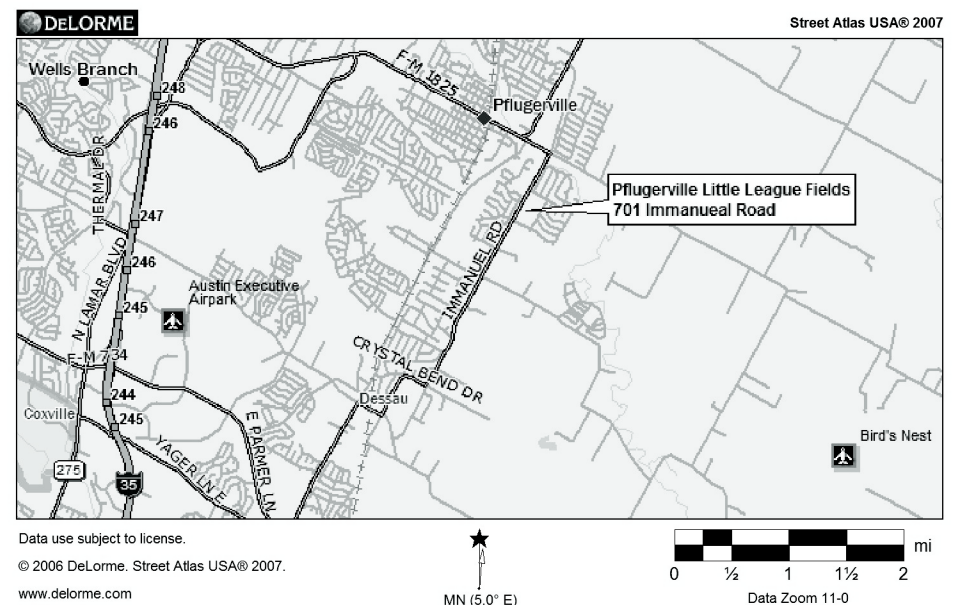 DELORME
Street Atlas USA® 2007
Wells Branch
F-M 1825
248
Pflugerville
246
THERMAL DR
Pflugerville Little League Fields
701 Immanueal Road
247
N LAMAR BLVD
246
IMMANUEL RD
Austin Executive
Airpark
245
CRYSTAL BEND DR
F-M 734
244
Dessau
Coxville
245
E PARMER LN
YAGER LN E
Bird's Nest
275
35
Data use subject to license.
© 2006 DeLorme. Street Atlas USA® 2007.
www.delorme.com
MN (5.0° E)
mi
0 ½ 1 1½ 2
Data Zoom 11-0